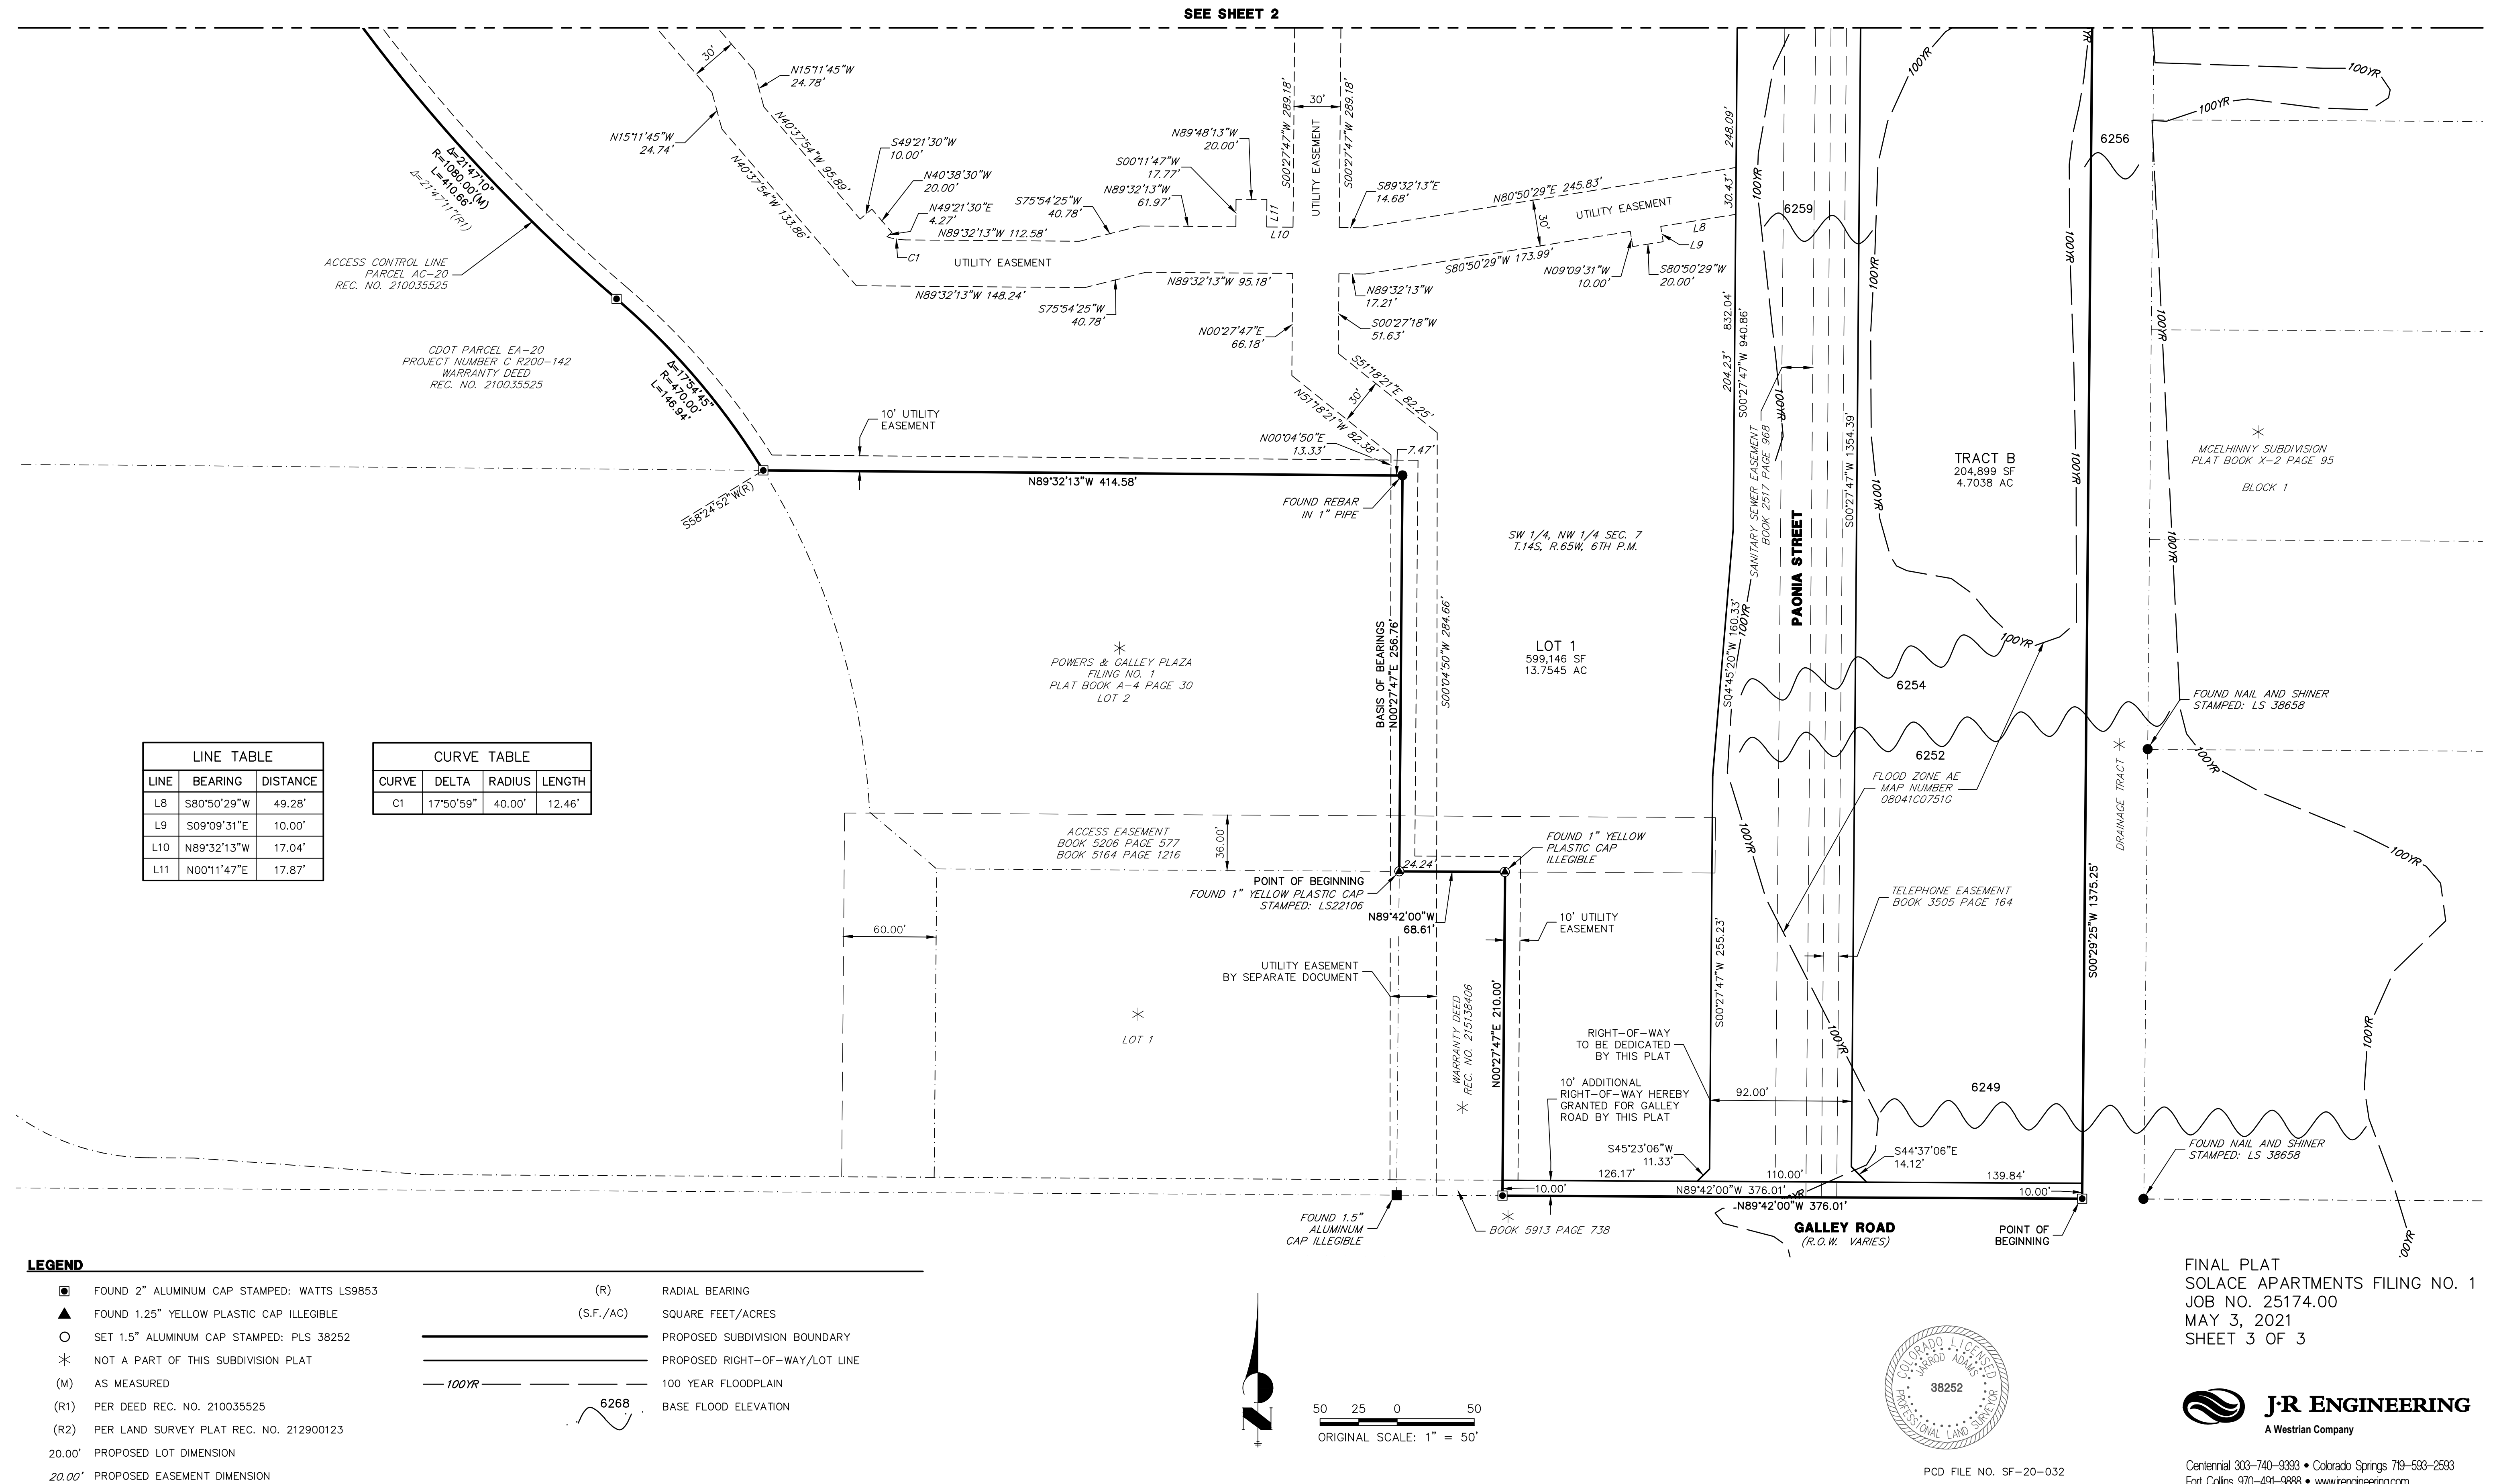 SEE SHEET 2
30'
N15°11'45"W
24.78'
N15°11'45"W
24.74'
N40°37'54"W 95.89'
N40°37'54"W 133.86'
S49°21'30"W
10.00'
N40°38'30"W
20.00'
N49°21'30"E
4.27'
N89°32'13"W 112.58'
C1
UTILITY EASEMENT
N89°32'13"W 148.24'
S75°54'25"W
40.78'
S75°54'25"W
40.78'
N89°32'13"W
61.97'
S00°11'47"W
17.77'
N89°48'13"W
20.00'
L11
L10
N89°32'13"W 95.18'
S00°27'47"W 289.18'
30'
UTILITY EASEMENT
S00°27'47"W 289.18'
S89°32'13"E
14.68'
N80°50'29"E 245.83'
30'
UTILITY EASEMENT
S80°50'29"W 173.99'
N09°09'31"W
10.00'
S80°50'29"W
20.00'
L8
L9
N89°32'13"W
17.21'
S00°27'18"W
51.63'
N00°27'47"E
66.18'
S51°18'21"E 82.25'
30'
N51°18'21"W 82.38'
N00°04'50"E
13.33'
7.47'
Δ=21°47'10"
R=1080.00'(M)
L=410.66'
Δ=21°47'11"(R1)
ACCESS CONTROL LINE
PARCEL AC-20
REC. NO. 210035525
CDOT PARCEL EA-20
PROJECT NUMBER C R200-142
WARRANTY DEED
REC. NO. 210035525
Δ=17°54'45"
R=470.00'
L=146.94'
10' UTILITY
EASEMENT
S58°24'52"W(R)
N89°32'13"W 414.58'
FOUND REBAR
IN 1" PIPE
SW 1/4, NW 1/4 SEC. 7
T.14S, R.65W, 6TH P.M.
248.09'
30.43'
832.04'
204.23'
S00°27'47"W 940.86'
SANITARY SEWER EASEMENT
BOOK 2517 PAGE 968
PAONIA STREET
S00°27'47"W 1354.39'
S04°45'20"W 160.33'
100YR
100YR
100YR
100YR
100YR
100YR
100YR
YR
100YR
100YR
100YR
100YR
100YR
100YR
100YR
100YR
100YR
100YR
100YR
100YR
100YR
100YR
YR
00YR
6256
6259
6254
6252
6249
TRACT B
204,899 SF
4.7038 AC
MCELHINNY SUBDIVISION
PLAT BOOK X-2 PAGE 95
BLOCK 1
LOT 1
599,146 SF
13.7545 AC
BASIS OF BEARINGS
N00°27'47"E 256.76'
S00°04'50"W 284.66'
POWERS & GALLEY PLAZA
FILING NO. 1
PLAT BOOK A-4 PAGE 30
LOT 2
FOUND NAIL AND SHINER
STAMPED: LS 38658
FLOOD ZONE AE
MAP NUMBER
08041C0751G
DRAINAGE TRACT
LINE TABLE
LINE BEARING DISTANCE
L8 S80°50'29"W 49.28'
L9 S09°09'31"E 10.00'
L10 N89°32'13"W 17.04'
L11 N00°11'47"E 17.87'
CURVE TABLE
CURVE DELTA RADIUS LENGTH
C1 17°50'59" 40.00' 12.46'
ACCESS EASEMENT
BOOK 5206 PAGE 577
BOOK 5164 PAGE 1216
36.00'
24.24'
FOUND 1" YELLOW
PLASTIC CAP
ILLEGIBLE
POINT OF BEGINNING
FOUND 1" YELLOW PLASTIC CAP
STAMPED: LS22106
N89°42'00"W
68.61'
10' UTILITY
EASEMENT
TELEPHONE EASEMENT
BOOK 3505 PAGE 164
60.00'
UTILITY EASEMENT
BY SEPARATE DOCUMENT
S00°27'47"W 255.23'
S00°29'25"W 1375.25'
LOT 1
WARRANTY DEED
REC. NO. 215138406
N00°27'47"E 210.00'
RIGHT-OF-WAY
TO BE DEDICATED
BY THIS PLAT
10' ADDITIONAL
RIGHT-OF-WAY HEREBY
GRANTED FOR GALLEY
ROAD BY THIS PLAT
92.00'
S45°23'06"W
11.33'
S44°37'06"E
14.12'
FOUND NAIL AND SHINER
STAMPED: LS 38658
126.17'
110.00'
139.84'
10.00'
N89°42'00"W 376.01'
10.00'
N89°42'00"W 376.01'
FOUND 1.5"
ALUMINUM
CAP ILLEGIBLE
BOOK 5913 PAGE 738
GALLEY ROAD
(R.O.W. VARIES)
POINT OF
BEGINNING
LEGEND
FOUND 2" ALUMINUM CAP STAMPED: WATTS LS9853
FOUND 1.25" YELLOW PLASTIC CAP ILLEGIBLE
SET 1.5" ALUMINUM CAP STAMPED: PLS 38252
NOT A PART OF THIS SUBDIVISION PLAT
(M) AS MEASURED
(R1) PER DEED REC. NO. 210035525
(R2) PER LAND SURVEY PLAT REC. NO. 212900123
20.00' PROPOSED LOT DIMENSION
20.00' PROPOSED EASEMENT DIMENSION
(R) RADIAL BEARING
(S.F./AC) SQUARE FEET/ACRES
PROPOSED SUBDIVISION BOUNDARY
PROPOSED RIGHT-OF-WAY/LOT LINE
100YR 100 YEAR FLOODPLAIN
6268 BASE FLOOD ELEVATION
N
50 25 0 50
ORIGINAL SCALE: 1" = 50'
COLORADO LICENSED
JARROD ADAMS
38252
PROFESSIONAL LAND SURVEYOR
PCD FILE NO. SF-20-032
FINAL PLAT
SOLACE APARTMENTS FILING NO. 1
JOB NO. 25174.00
MAY 3, 2021
SHEET 3 OF 3
J·R ENGINEERING
A Westrian Company
Centennial 303-740-9393 • Colorado Springs 719-593-2593
Fort Collins 970-491-9888 • www.jrengineering.com